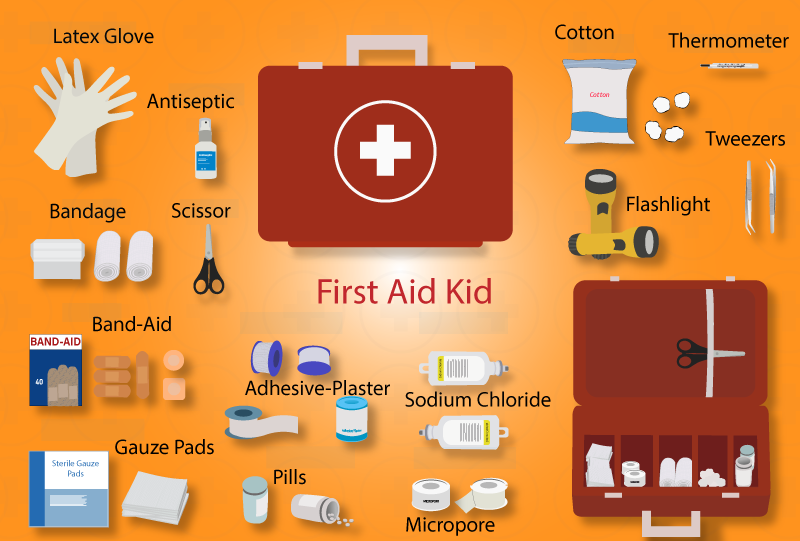 Latex Glove
Antiseptic
Cotton
Cotton
Thermometer
Tweezers
Bandage
Scissor
Flashlight
First Aid Kid
Band-Aid
BAND-AID
40
Adhesive-Plaster
Sodium Chloride
Gauze Pads
Sterile Gauze
Pads
Pills
Micropore
MICROPORE